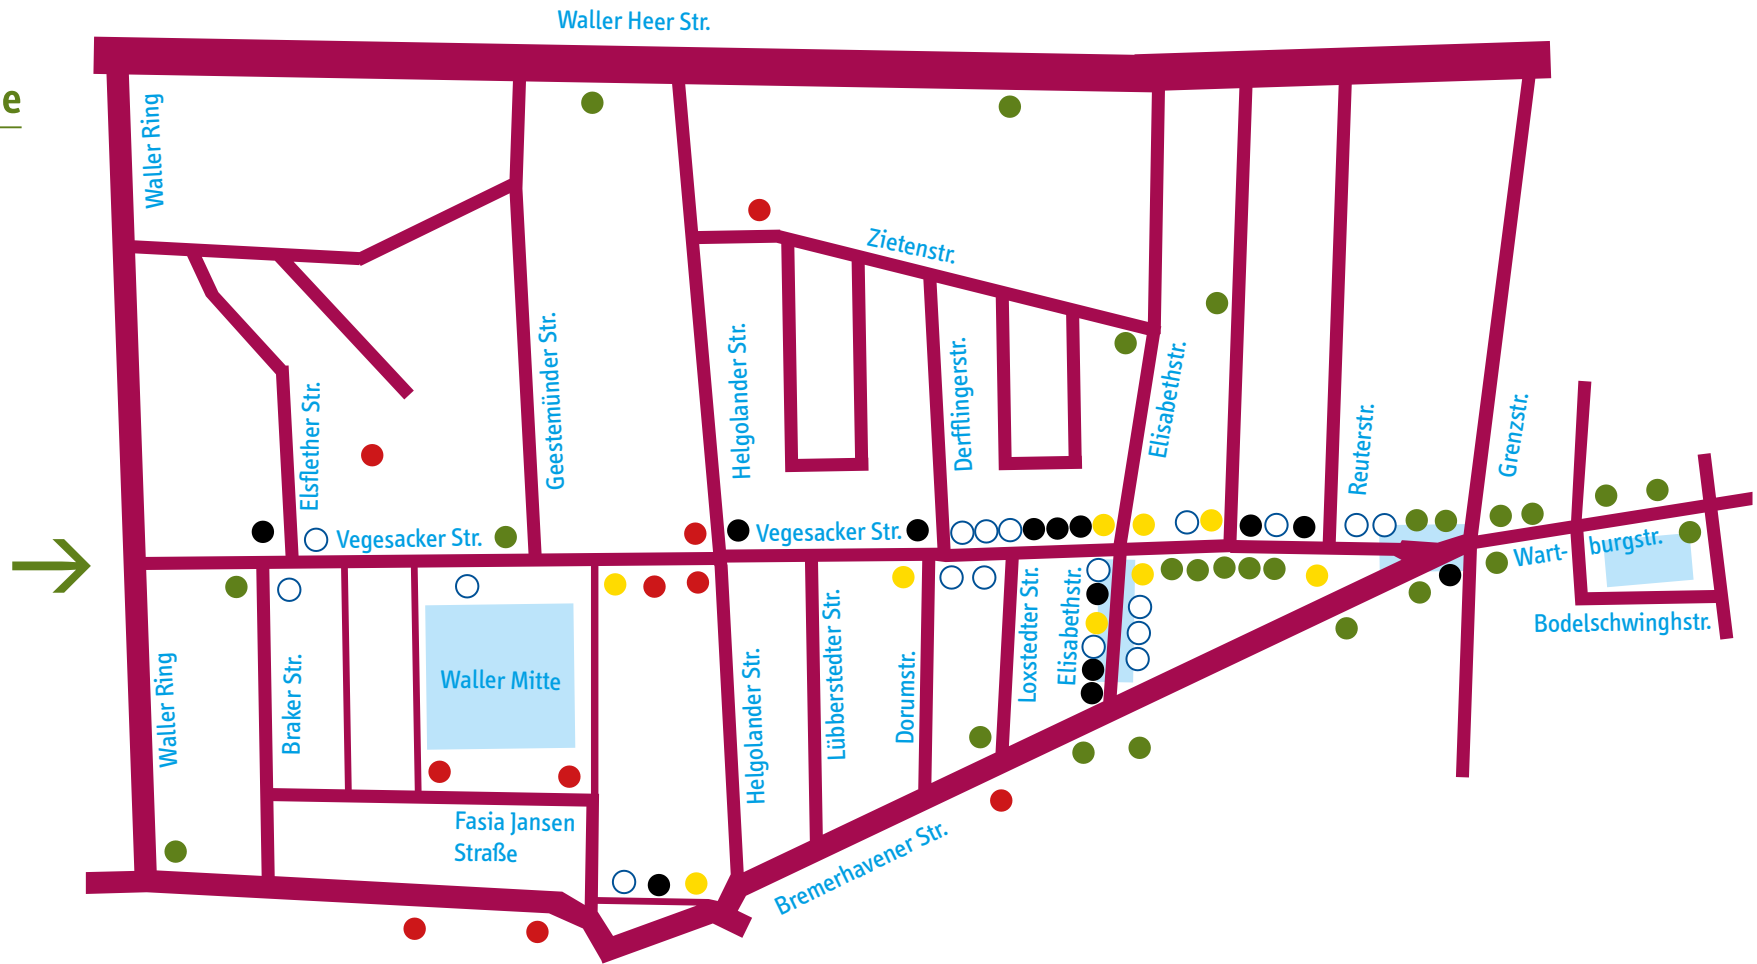 Waller Heer Str.
e
Waller Ring
Zietenstr.
Elsflether Str.
Geestemünder Str.
Helgolander Str.
Derfflingerstr.
Elisabethstr.
Reuterstr.
Grenzstr.
Vegesacker Str.
Vegesacker Str.
Wart-
burgstr.
Bodelschwinghstr.
Waller Ring
Braker Str.
Waller Mitte
Helgolander Str.
Lübberstedter Str.
Dorumstr.
Loxstedter Str.
Elisabethstr.
Fasia Jansen
Straße
Bremerhavener Str.